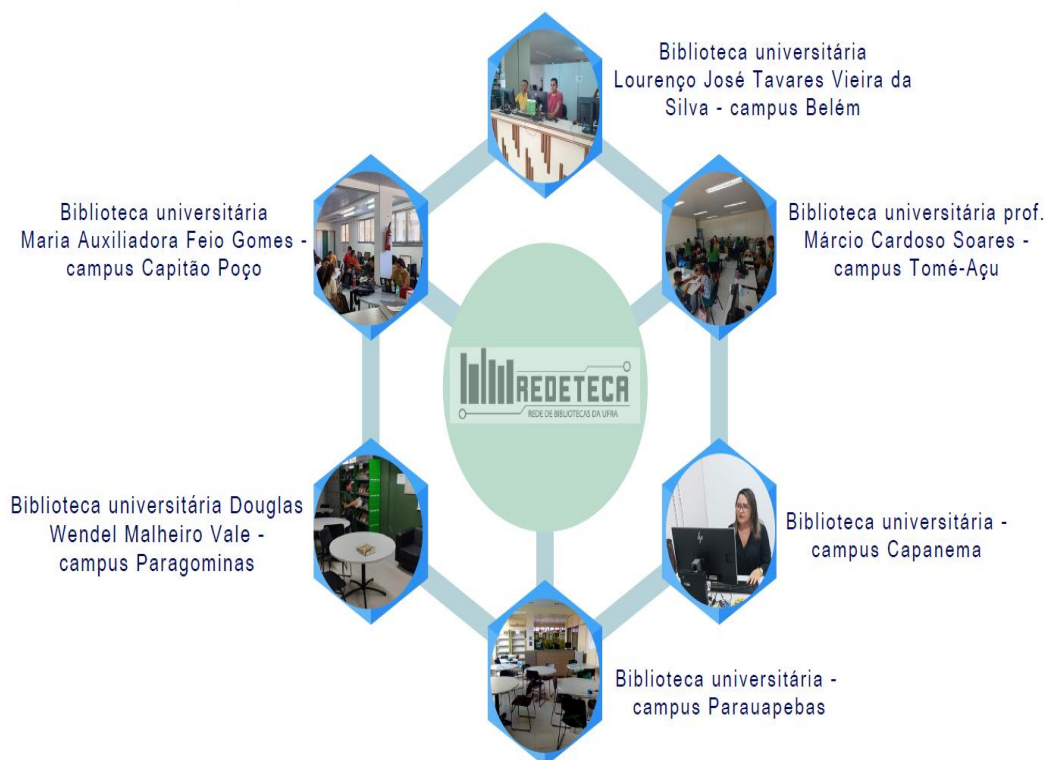 Biblioteca universitária
Lourenço José Tavares Vieira da
Silva - campus Belém
Biblioteca universitária
Maria Auxiliadora Feio Gomes -
campus Capitão Poço
Biblioteca universitária prof.
Márcio Cardoso Soares -
campus Tomé-Açu
REDETECA
REDE DE BIBLIOTECAS DA UFRA
Biblioteca universitária Douglas
Wendel Malheiro Vale -
campus Paragominas
Biblioteca universitária -
campus Capanema
Biblioteca universitária -
campus Parauapebas